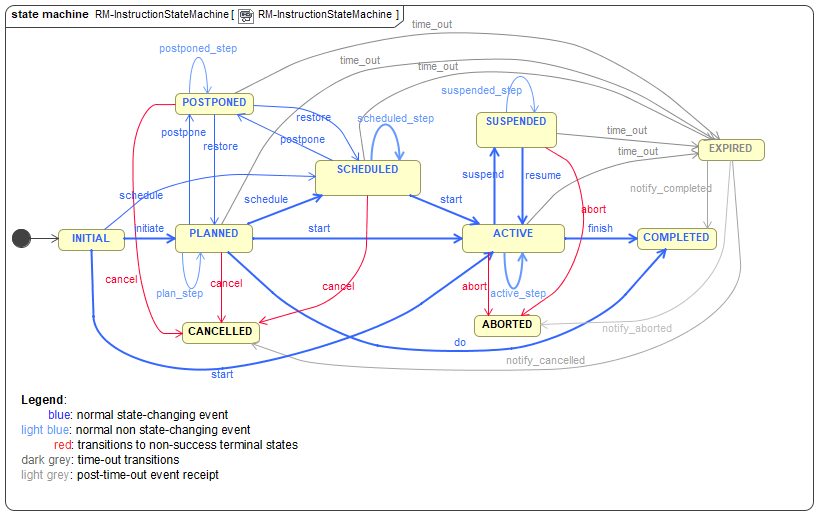 state machine RM-InstructionStateMachine [ RM-InstructionStateMachine ]
time_out
postponed_step
time_out
time_out
suspended_step
POSTPONED
restore
scheduled_step
SUSPENDED
postpone
postpone
time_out
restore
EXPIRED
time_out
SCHEDULED
suspend
resume
notify_completed
schedule
schedule
start
abort
initiate
start
finish
INITIAL
PLANNED
ACTIVE
COMPLETED
cancel
cancel
cancel
abort
plan_step
active_step
CANCELLED
ABORTED
notify_aborted
do
notify_cancelled
start
Legend:
blue: normal state-changing event
light blue: normal non state-changing event
red: transitions to non-success terminal states
dark grey: time-out transitions
light grey: post-time-out event receipt